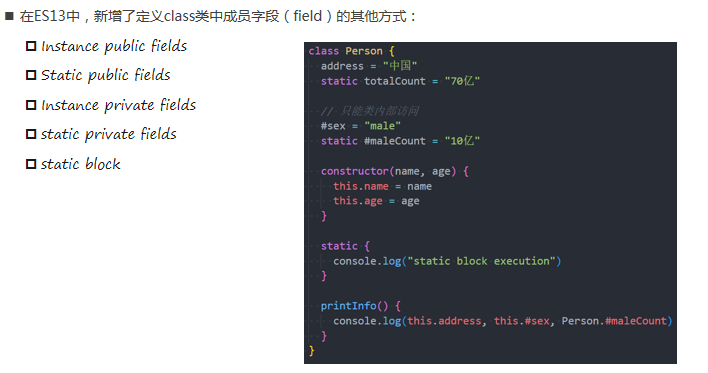 在ES13中，新增了定义class类中成员字段（field）的其他方式：
Instance public fields
Static public fields
Instance private fields
static private fields
static block
class Person {
address = "中国"
static totalCount = "70亿"
// 只能类内部访问
#sex = "male"
static #maleCount = "10亿"
constructor(name, age) {
this.name = name
this.age = age
}
static {
console.log("static block execution")
}
printInfo() {
console.log(this.address, this.#sex, Person.#maleCount)
}
}